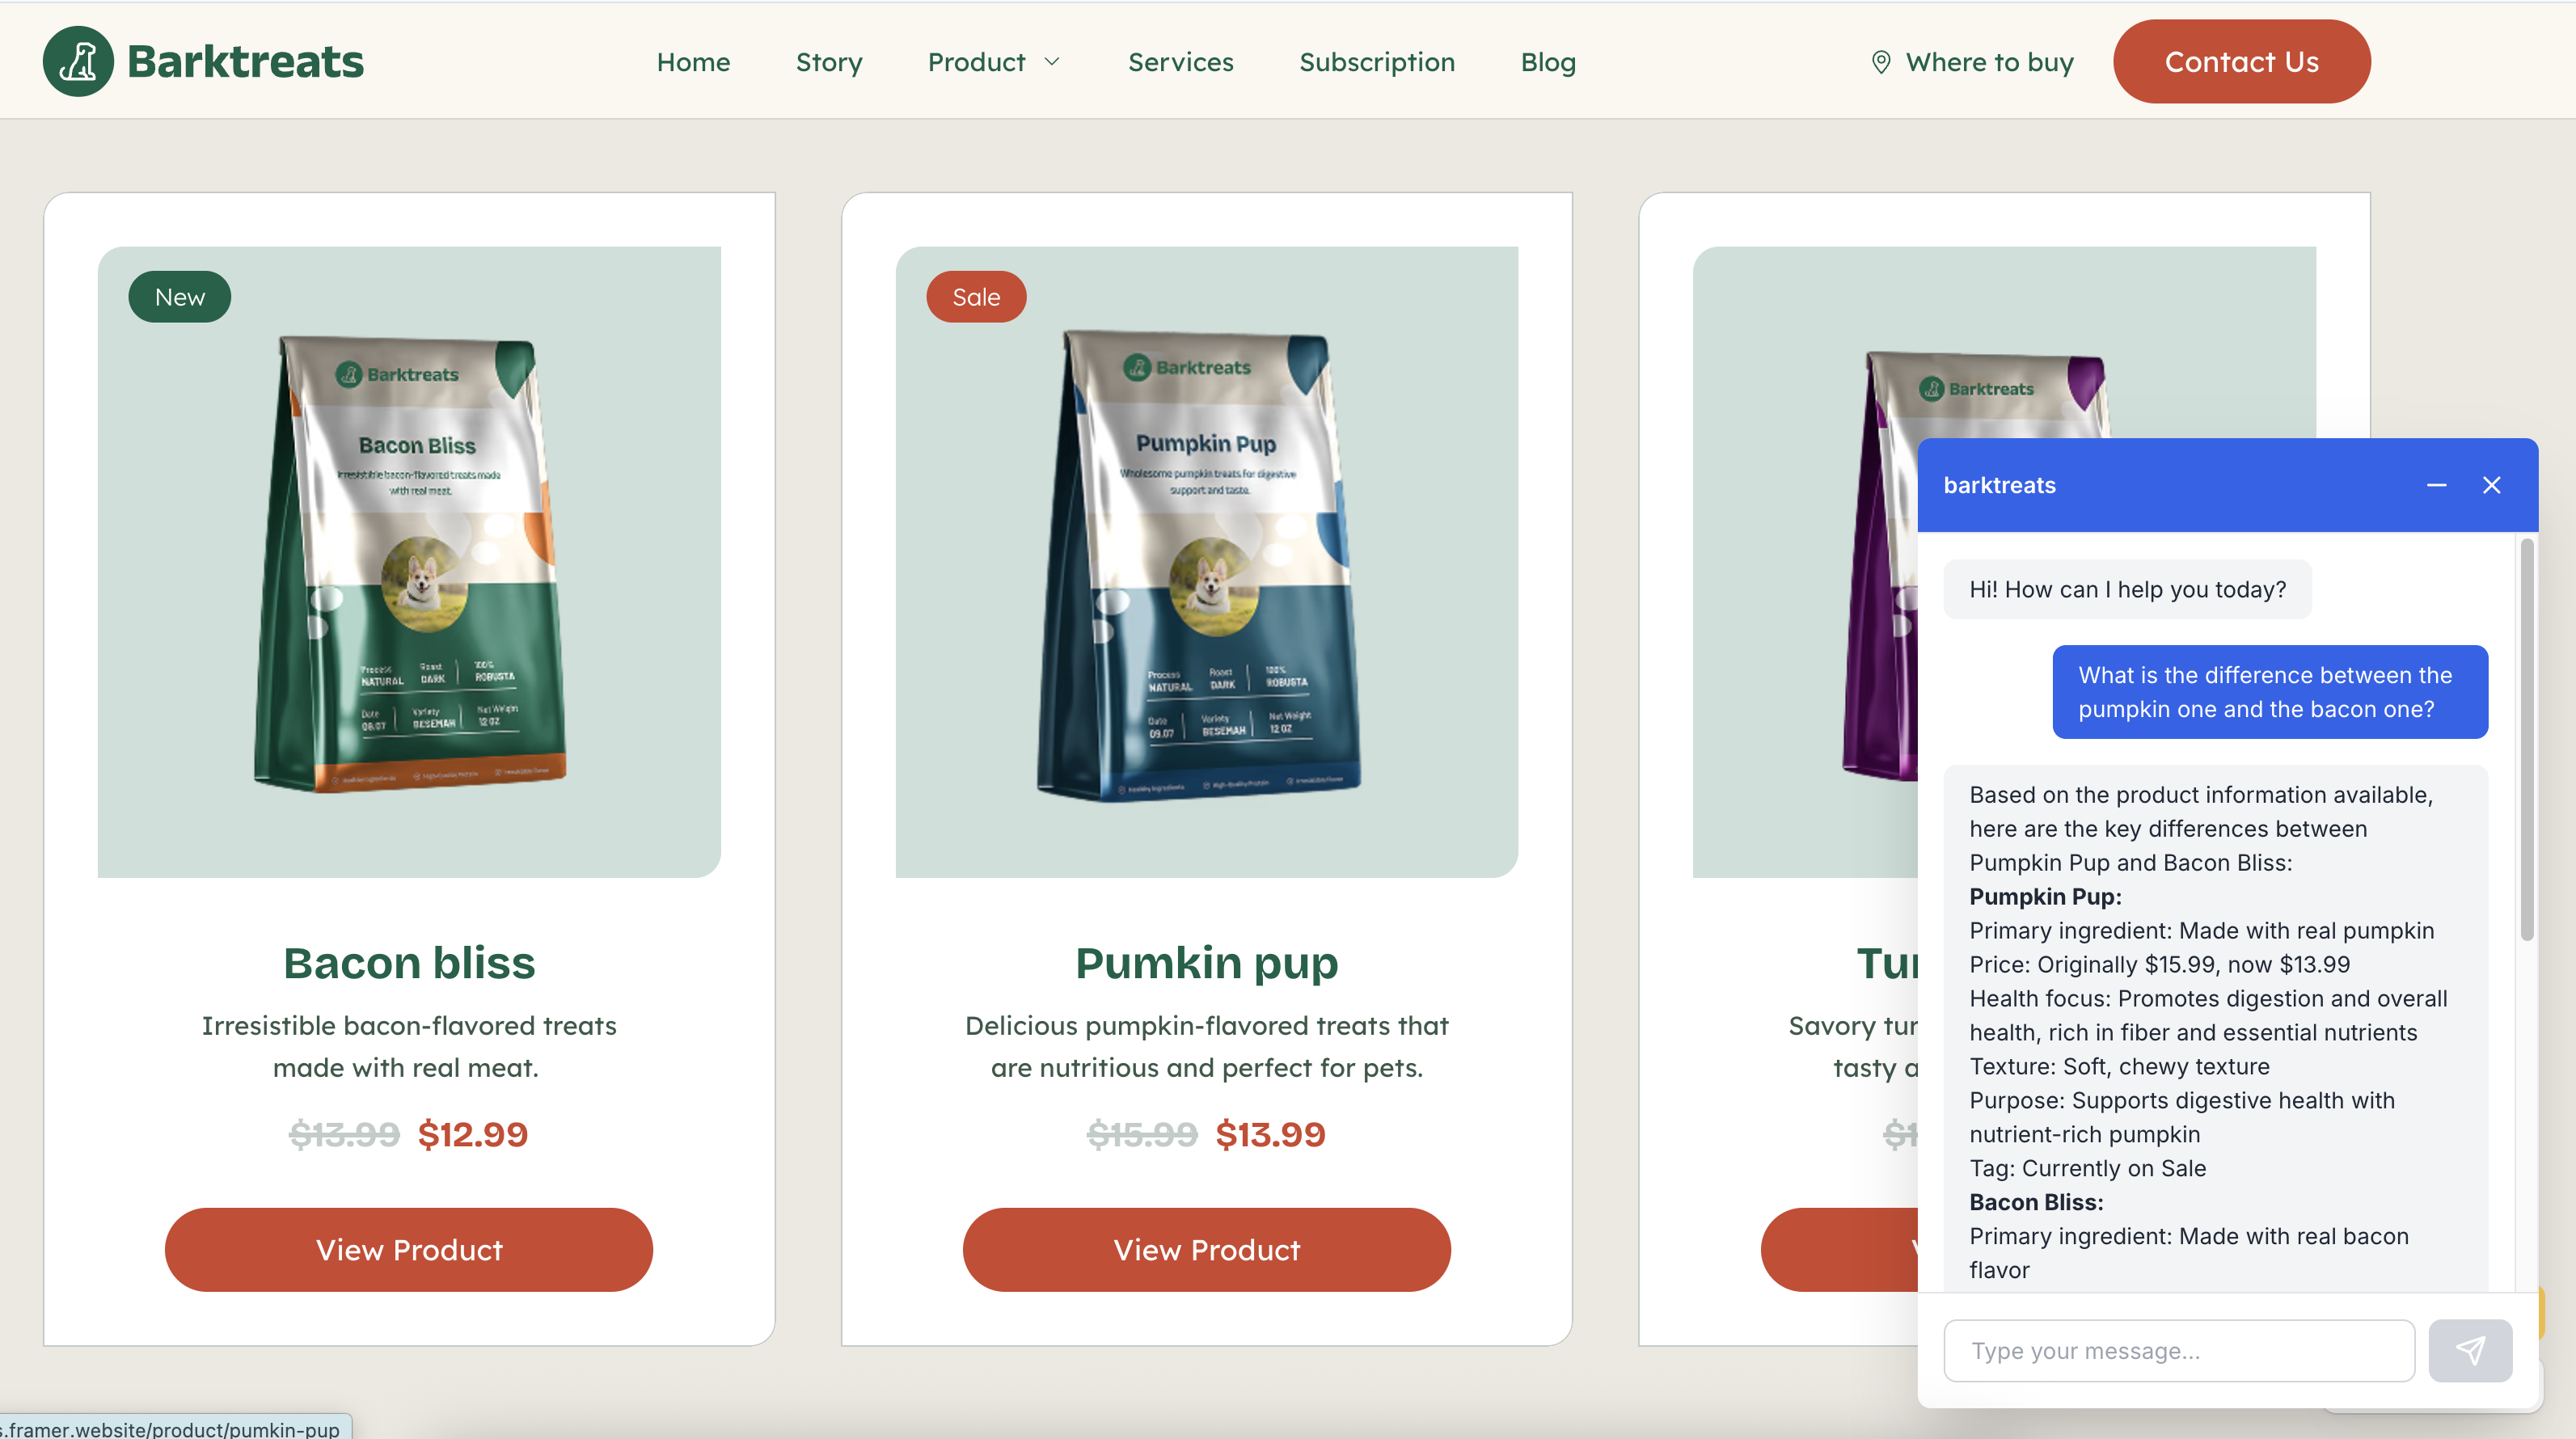 Barktreats
Home Story Product Services Subscription Blog
Where to buy
Contact Us
New
Barktreats
Bacon Bliss
Irresistible bacon-flavored treats made
with real meat.
Process Roast 100%
NATURAL DARK ROBUSTA
Date Variety Net Weight
09.07 BESEMAH 12 OZ
Bacon bliss
Irresistible bacon-flavored treats
made with real meat.
$13.99 $12.99
View Product
Sale
Barktreats
Pumpkin Pup
Wholesome pumpkin treats for digestive
support and taste.
Process Roast 100%
NATURAL DARK ROBUSTA
Date Variety Net Weight
09.07 BESEMAH 12 OZ
Healthy Ingredients High-Quality Protein Irresistible Flavor
Pumkin pup
Delicious pumpkin-flavored treats that
are nutritious and perfect for pets.
$15.99 $13.99
View Product
Barktreats
Savory
tasty
barktreats
Hi! How can I help you today?
What is the difference between the
pumpkin one and the bacon one?
Based on the product information available,
here are the key differences between
Pumpkin Pup and Bacon Bliss:
Pumpkin Pup:
Primary ingredient: Made with real pumpkin
Price: Originally $15.99, now $13.99
Health focus: Promotes digestion and overall
health, rich in fiber and essential nutrients
Texture: Soft, chewy texture
Purpose: Supports digestive health with
nutrient-rich pumpkin
Tag: Currently on Sale
Bacon Bliss:
Primary ingredient: Made with real bacon
flavor
Type your message...
s.framer.website/product/pumkin-pup